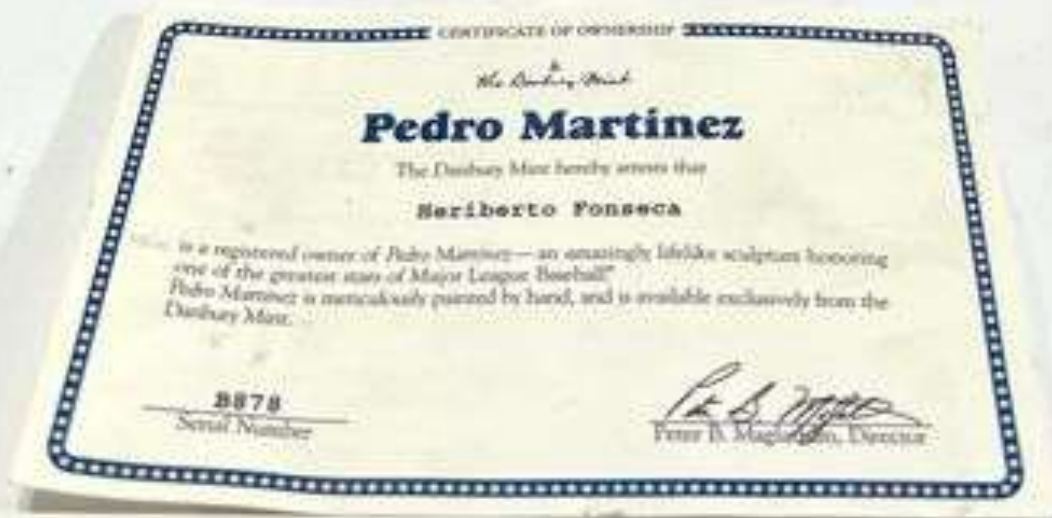 CERTIFICATE OF OWNERSHIP
The Danbury Mint
Pedro Martinez
The Danbury Mint hereby attests that
Heriberto Fonseca
is a registered owner of Pedro Martinez— an amazingly lifelike sculpture honoring
one of the greatest stars of Major League Baseball
Pedro Martinez is meticulously painted by hand, and is available exclusively from the
Danbury Mint.
B878
Serial Number
Peter B. Director